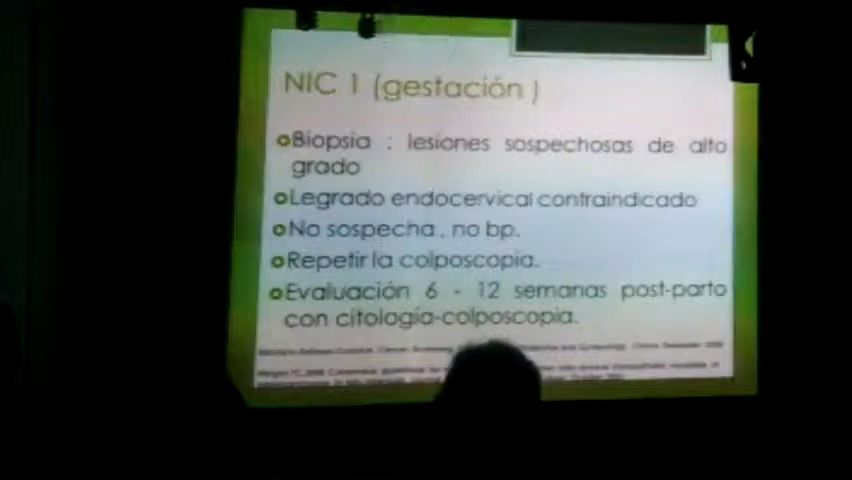 NIC 1 (gestación )
Biopsia : lesiones sospechosas de alto
grado
Legrado endocervical contraindicado
No sospecha , no bp.
Repetir la colposcopia.
Evaluación 6 - 12 semanas post-parto
con citología-colposcopia.